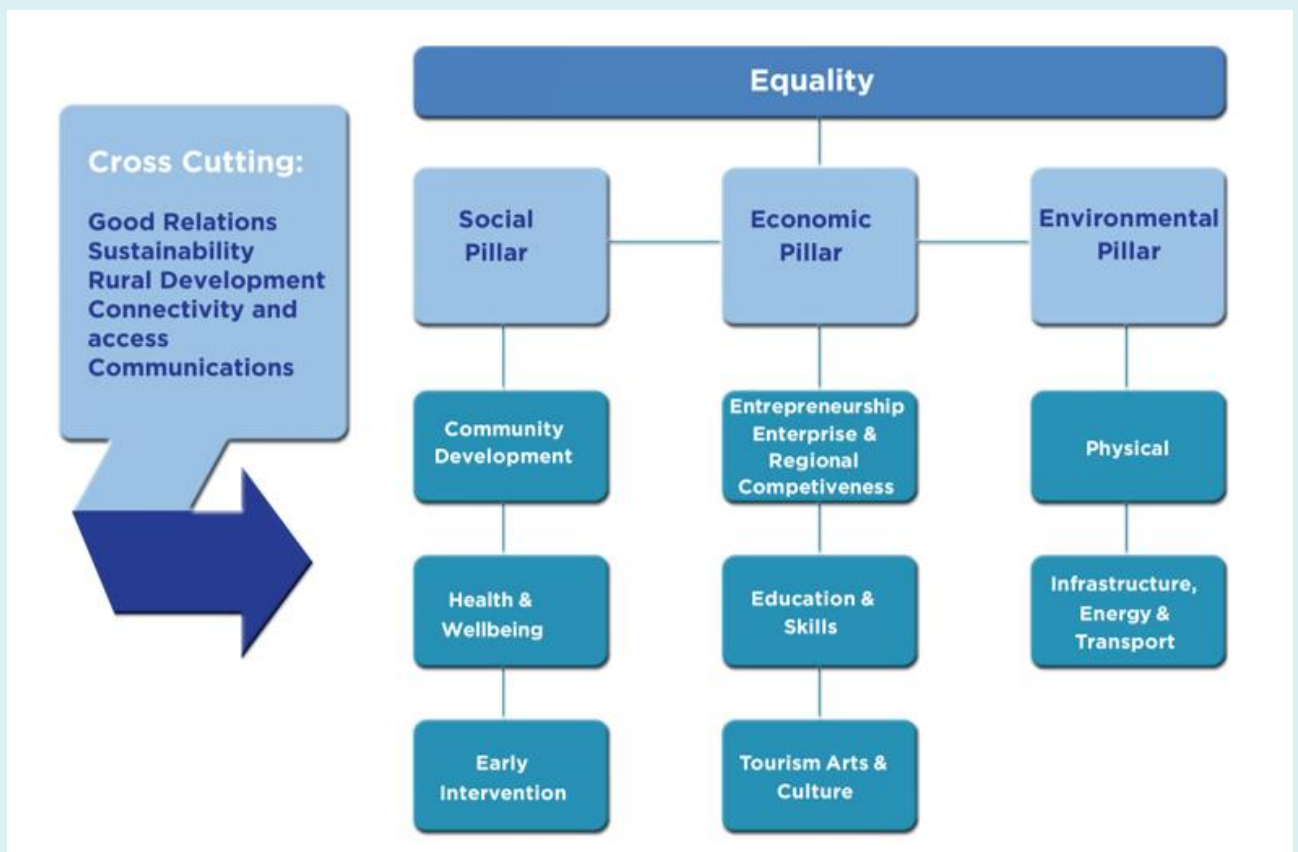 Equality
Cross Cutting:
Good Relations
Sustainability
Rural Development
Connectivity and
access
Communications
Social
Pillar
Economic
Pillar
Environmental
Pillar
Community
Development
Entrepreneurship
Enterprise &
Regional
Competiveness
Physical
Health &
Wellbeing
Education &
Skills
Infrastructure,
Energy &
Transport
Early
Intervention
Tourism Arts &
Culture